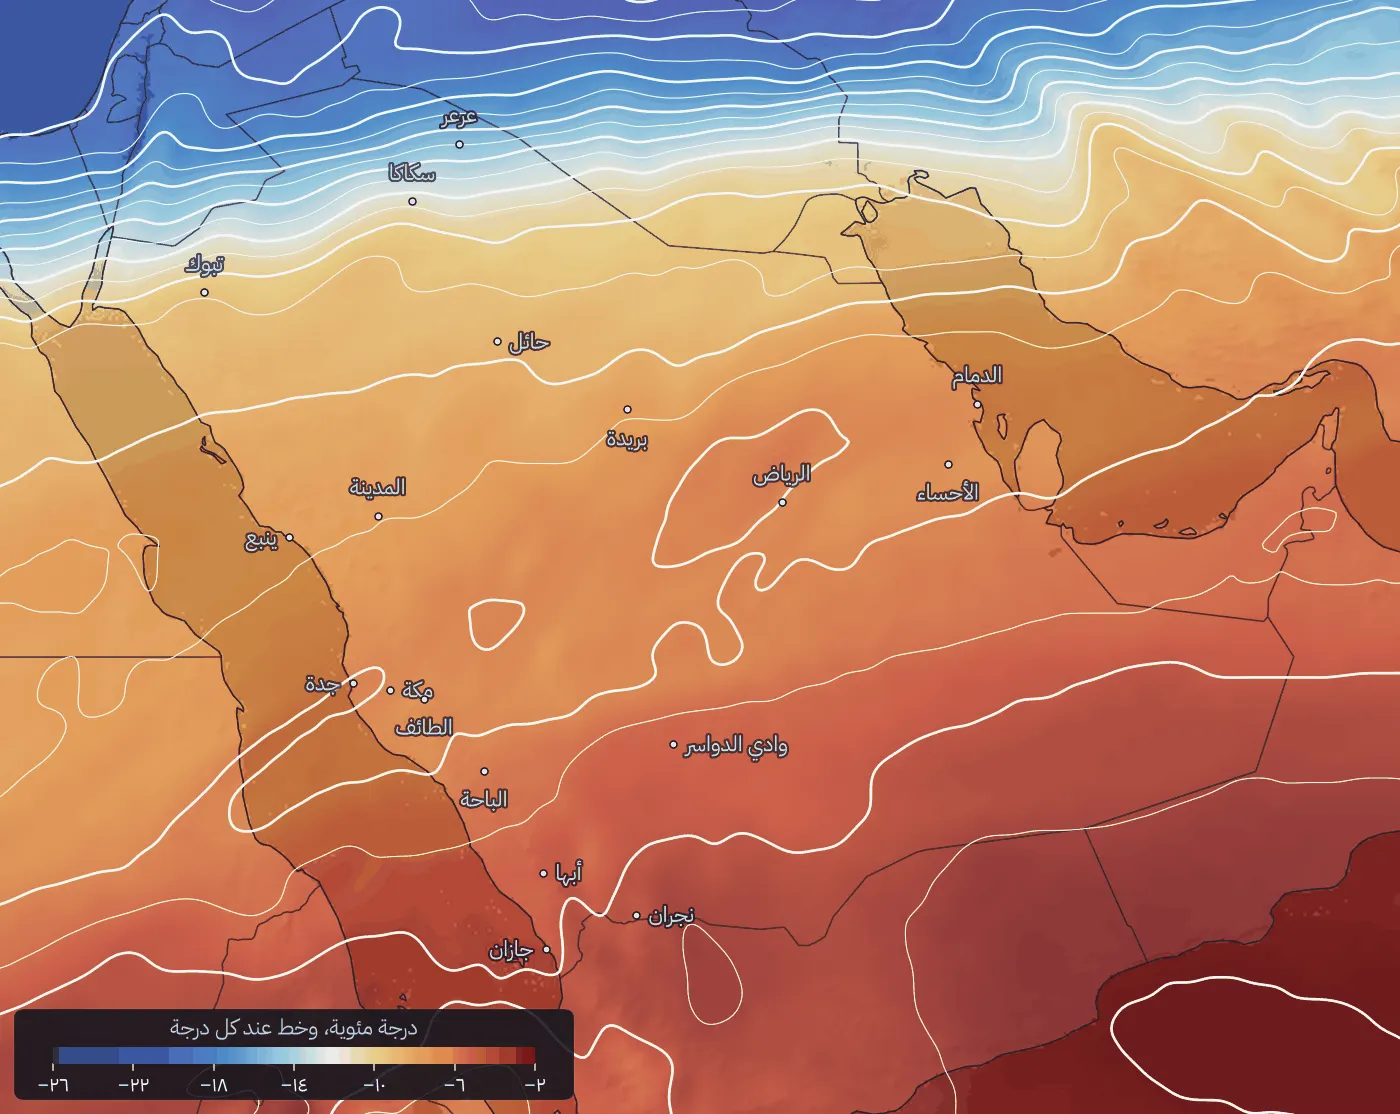 عرعر
سكاكا
تبوك
حائل
الدمام
بريدة
الرياض
المدينة
الأحساء
ينبع
جدة
مكة
الطائف
وادي الدواسر
الباحة
أبها
نجران
جازان
درجة مئوية، وخط عند كل درجة
−٢٦ −٢٢ −١٨ −١٤ −١٠ −٦ −٢